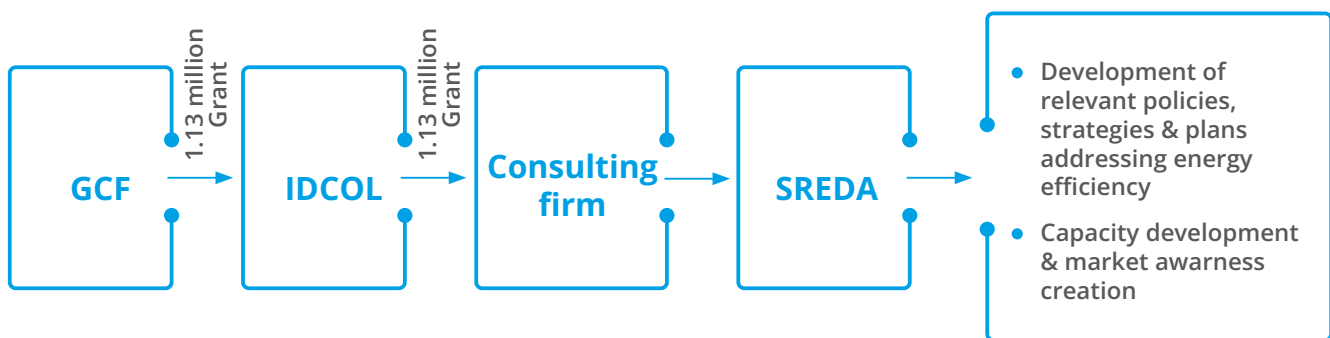 GCF
1.13 million
Grant
IDCOL
1.13 million
Grant
Consulting
firm
SREDA
• Development of
relevant policies,
strategies & plans
addressing energy
efficiency
• Capacity development
& market awarness
creation